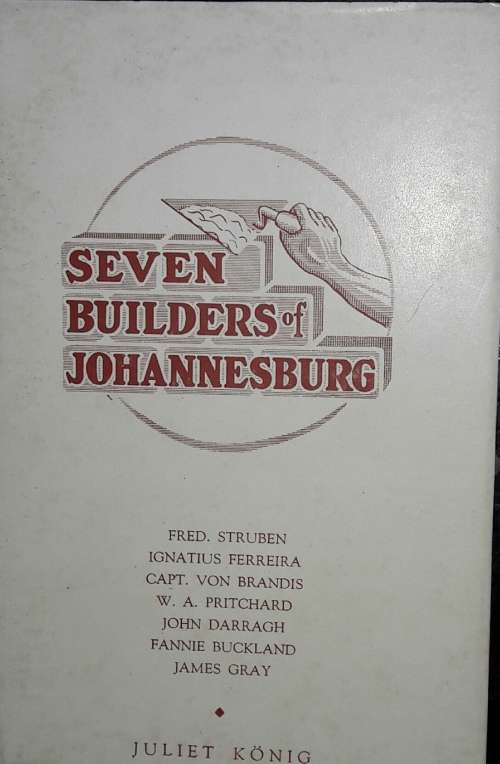 SEVEN
BUILDERS of
JOHANNESBURG
FRED. STRUBEN
IGNATIUS FERREIRA
CAPT. VON BRANDIS
W. A. PRITCHARD
JOHN DARRAGH
FANNIE BUCKLAND
JAMES GRAY
JULIET KÖNIG